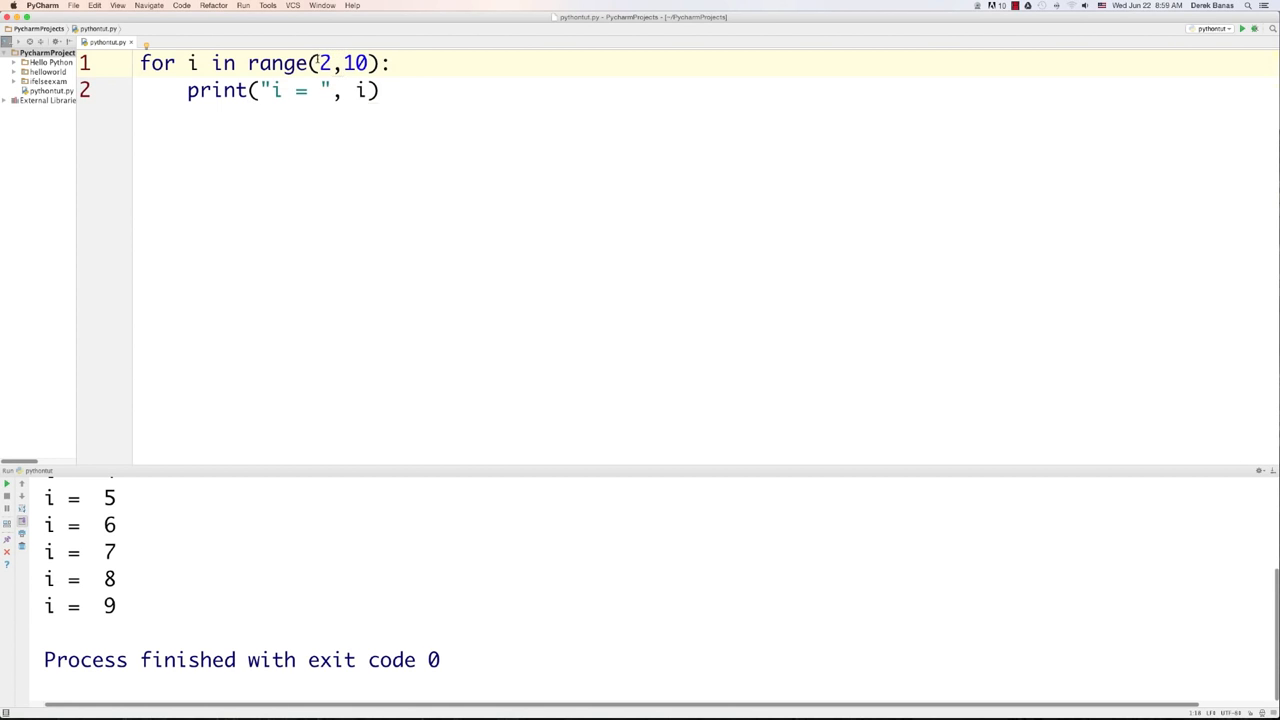 PyCharm File Edit View Navigate Code Refactor Run Tools VCS Window Help 10 Wed Jun 22 8:59 AM Derek Banas
pythontut.py - PycharmProjects - [~/PycharmProjects]
PycharmProjects pythontut.py pythontut
pythontut.py
PycharmProject
Hello Python
helloworld
ifelseexam
pythontut.py
External Librarie
1 for i in range(2,10):
2 print("i = ", i)
Run pythontut
i = 5
i = 6
i = 7
i = 8
i = 9
Process finished with exit code 0
1:16 LF UTF-8